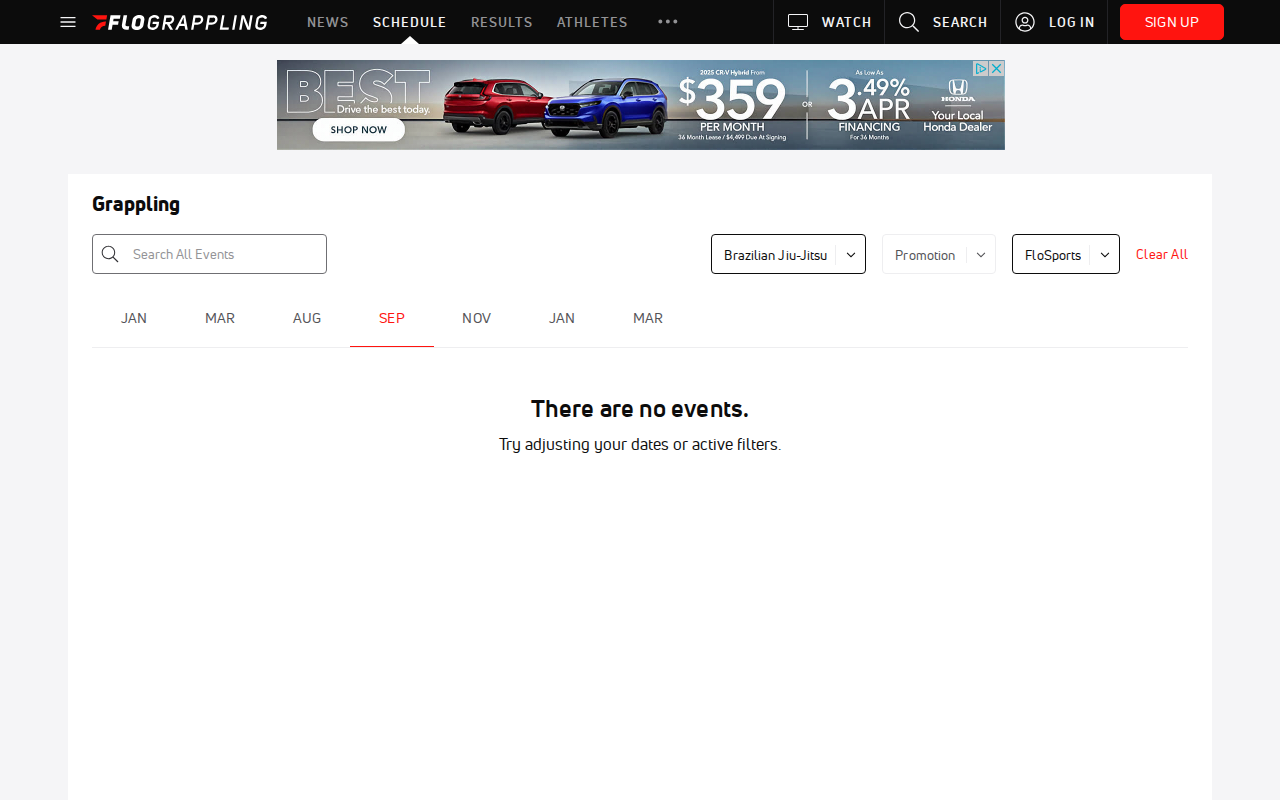 FLOGRAPPLING NEWS SCHEDULE RESULTS ATHLETES ••• WATCH SEARCH LOG IN SIGN UP
BEST
Drive the best today.
SHOP NOW
2025 CR-V Hybrid From
$359
PER MONTH
36 Month Lease / $4,499 Due At Signing
OR
As Low As
3.49%
APR
FINANCING
For 36 Months
HONDA
Your Local
Honda Dealer
Grappling
Search All Events Brazilian Jiu-Jitsu Promotion FloSports Clear All
JAN MAR AUG SEP NOV JAN MAR
There are no events.
Try adjusting your dates or active filters.